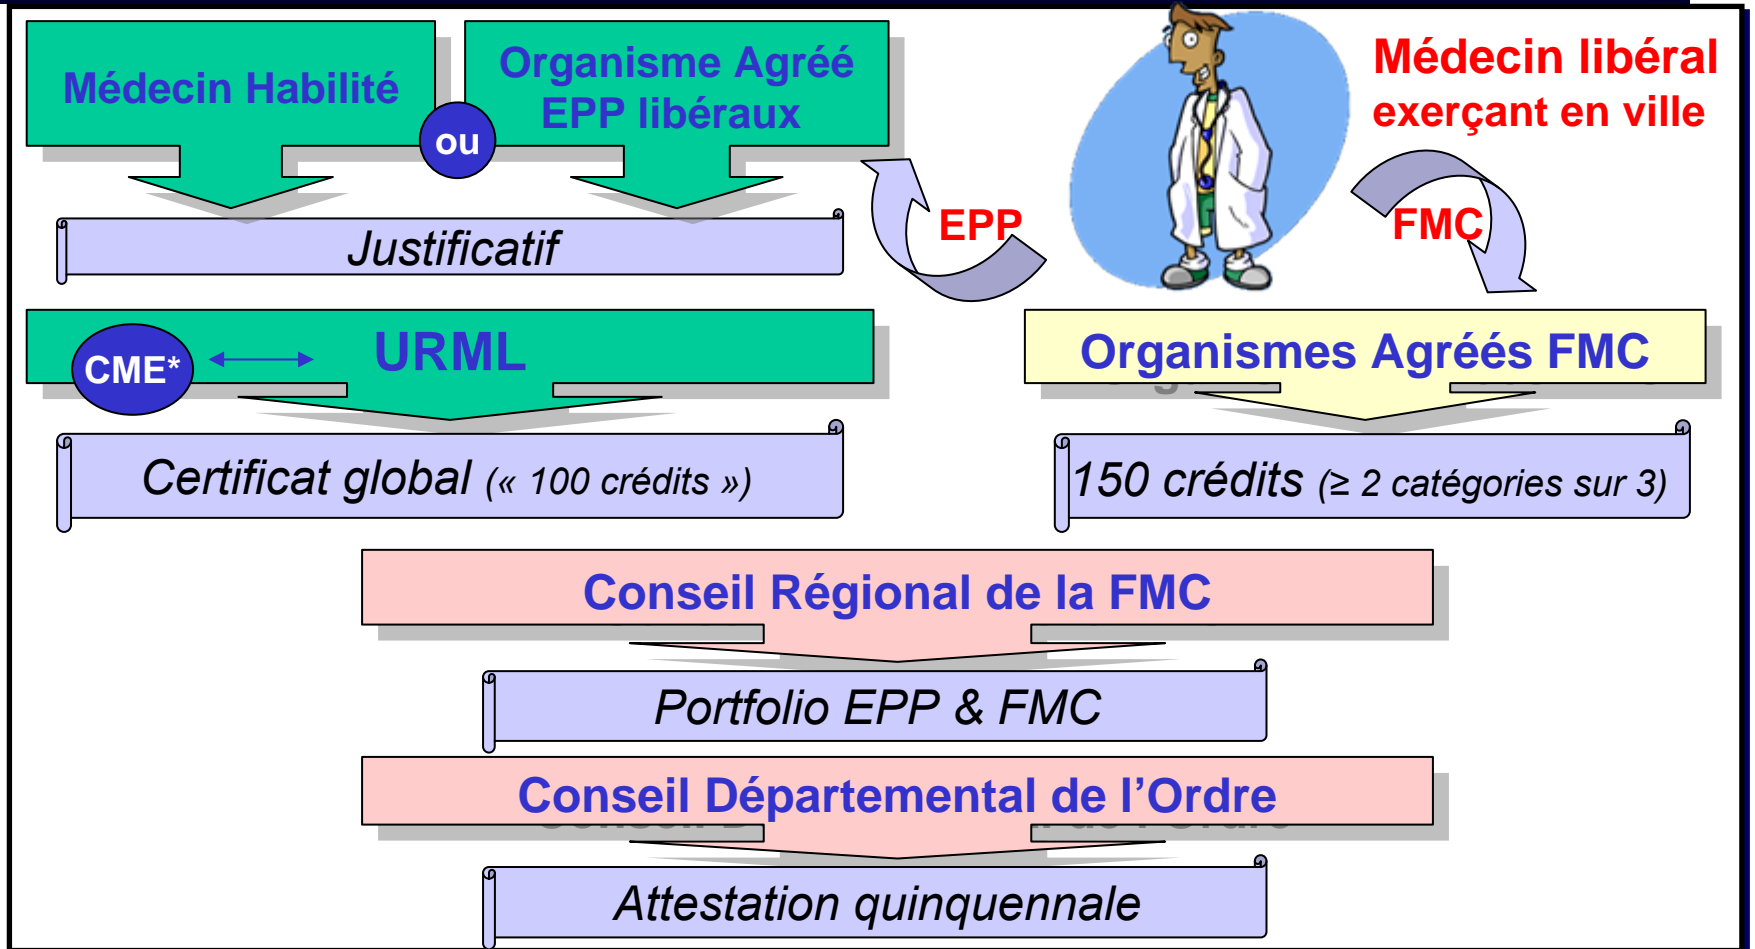 Médecin Habilité
ou
Organisme Agréé
EPP libéraux
Médecin libéral
exerçant en ville
EPP
FMC
Justificatif
CME*
URML
Organismes Agréés FMC
Certificat global (« 100 crédits »)
150 crédits (≥ 2 catégories sur 3)
Conseil Régional de la FMC
Portfolio EPP & FMC
Conseil Départemental de l’Ordre
Attestation quinquennale